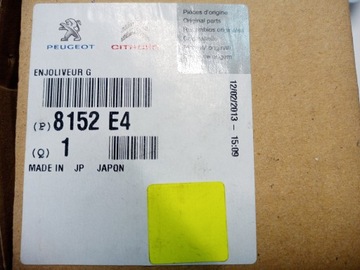 PEUGEOT
CITROËN
Pièces d'origine
Original parts
ENJOLIVEUR G
12/02/2013 - 15:09
(P) 8152 E4
(Q) 1
MADE IN JP JAPON